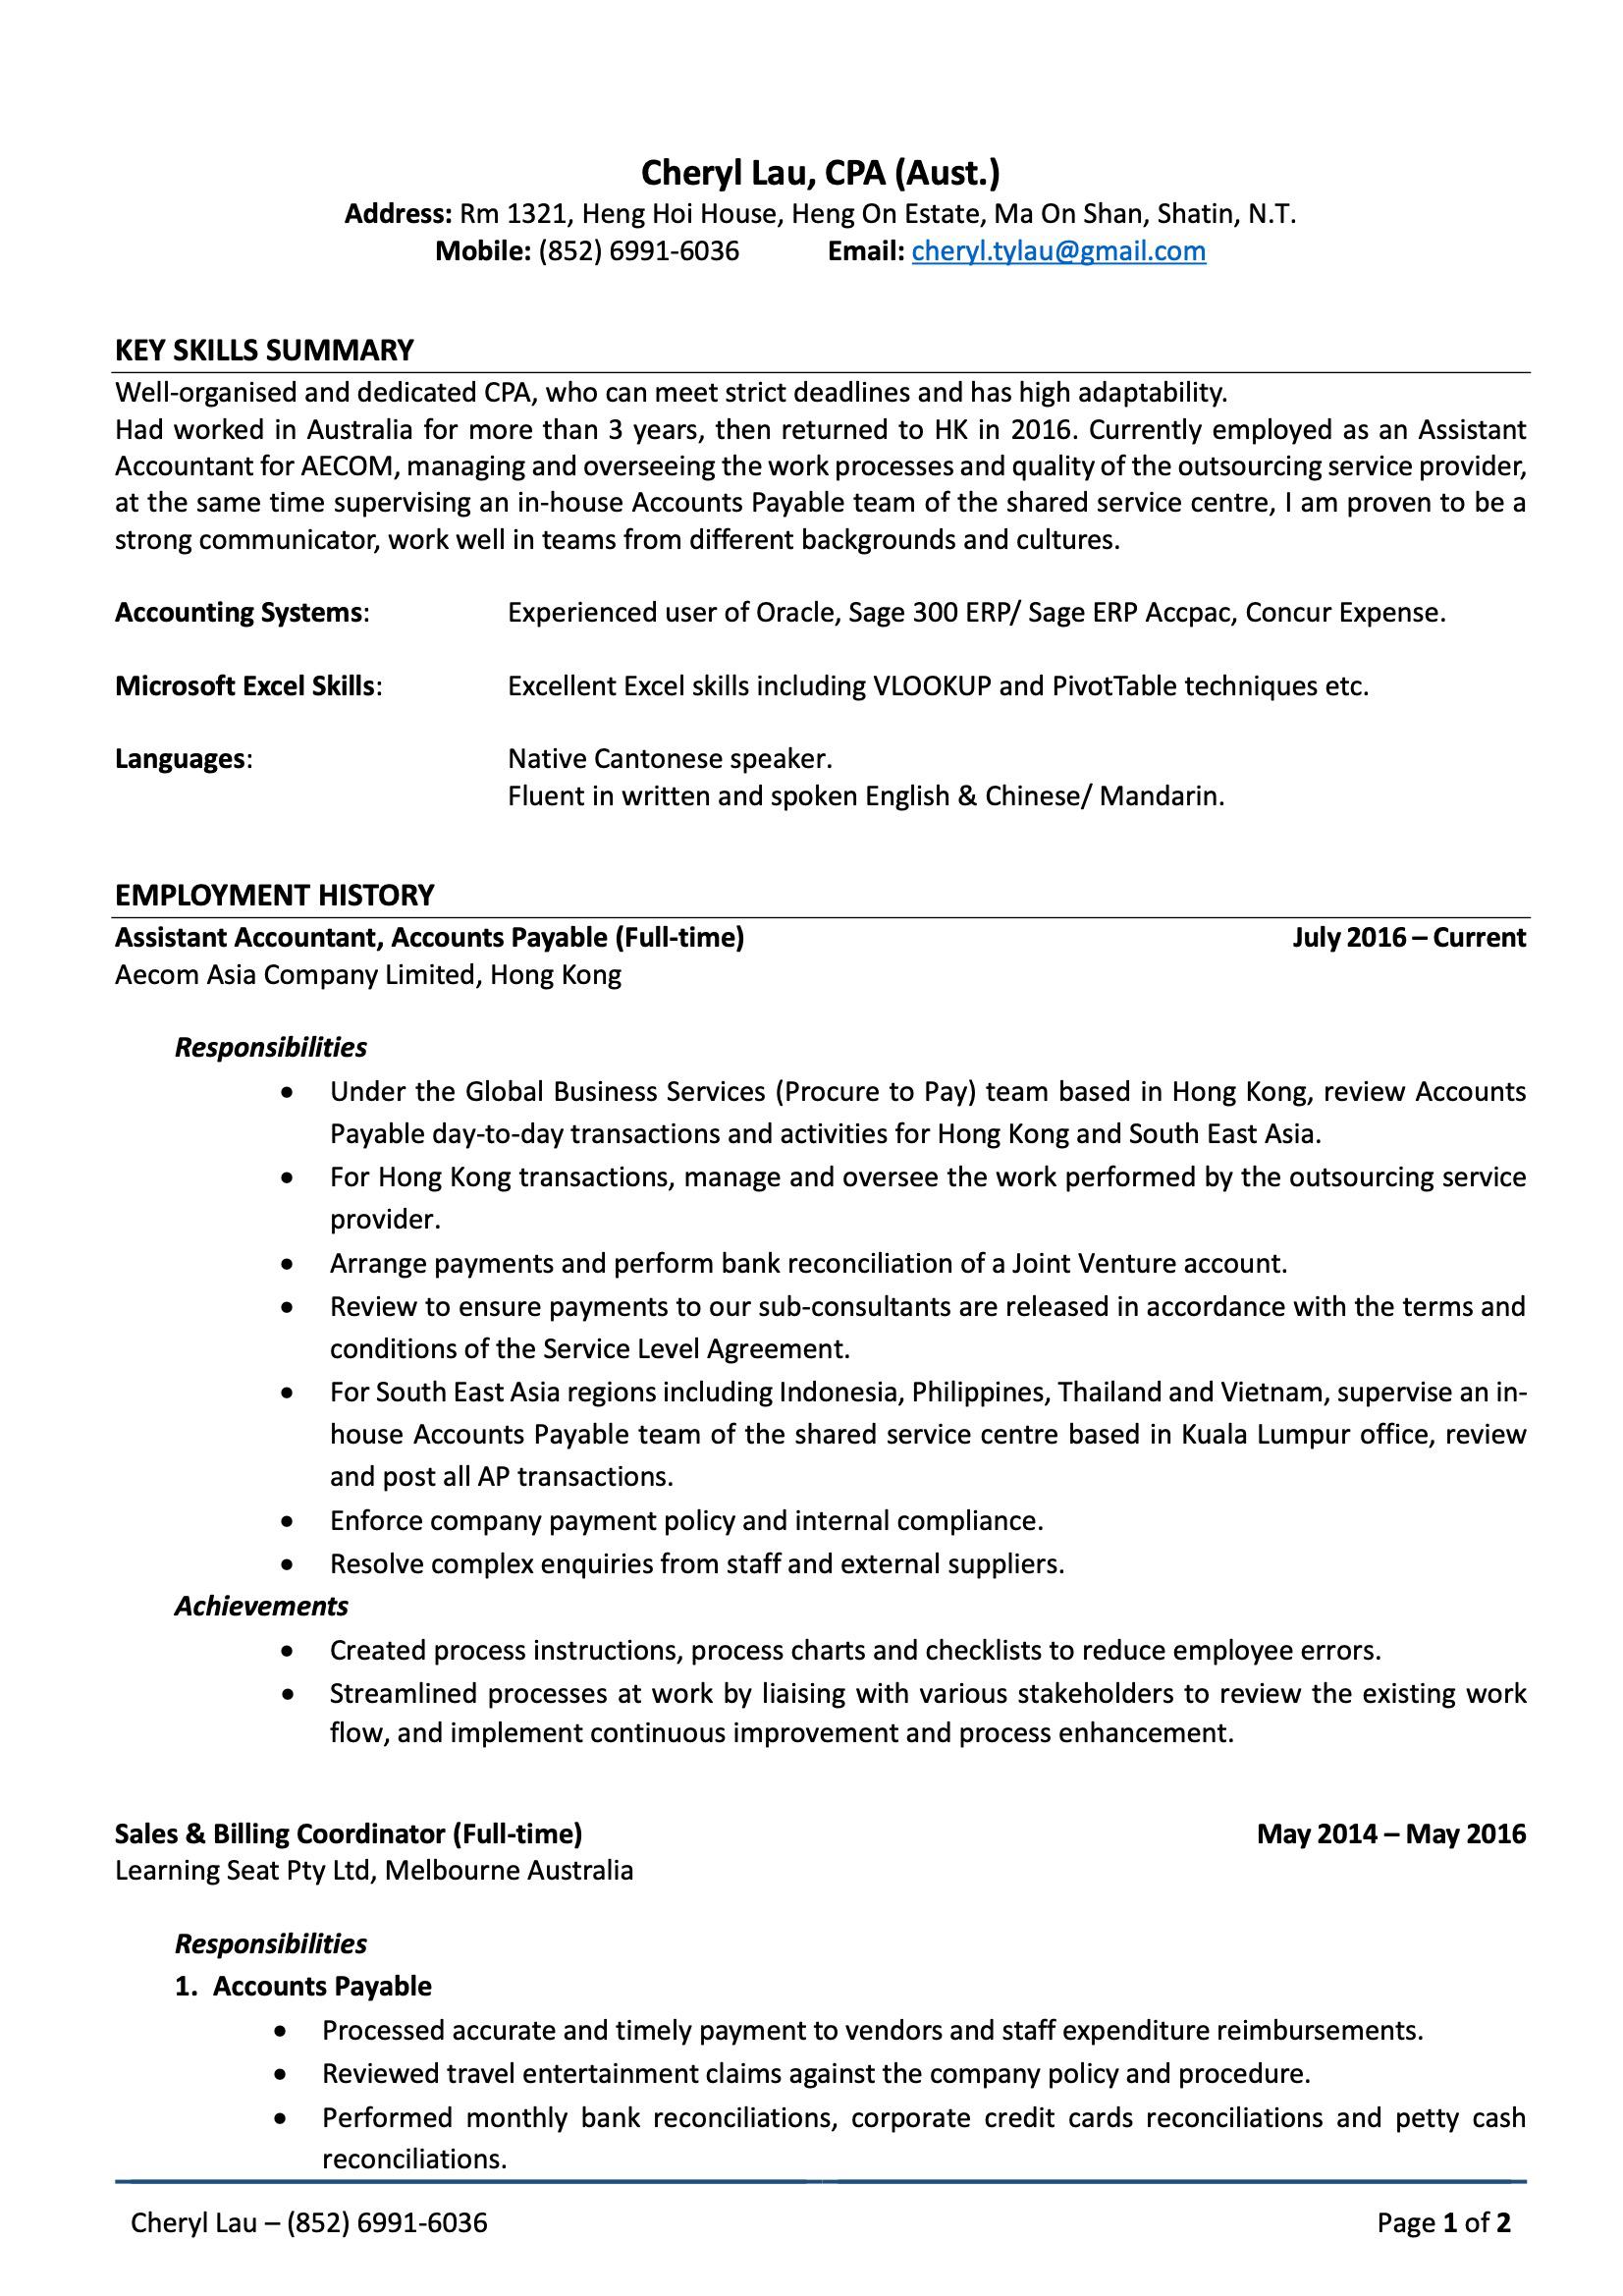 Cheryl Lau, CPA (Aust.)
Address: Rm 1321, Heng Hoi House, Heng On Estate, Ma On Shan, Shatin, N.T.
Mobile: (852) 6991-6036 Email: cheryl.tylau@gmail.com
KEY SKILLS SUMMARY
Well-organised and dedicated CPA, who can meet strict deadlines and has high adaptability.
Had worked in Australia for more than 3 years, then returned to HK in 2016. Currently employed as an Assistant
Accountant for AECOM, managing and overseeing the work processes and quality of the outsourcing service provider,
at the same time supervising an in-house Accounts Payable team of the shared service centre, I am proven to be a
strong communicator, work well in teams from different backgrounds and cultures.
Accounting Systems: Experienced user of Oracle, Sage 300 ERP/ Sage ERP Accpac, Concur Expense.
Microsoft Excel Skills: Excellent Excel skills including VLOOKUP and PivotTable techniques etc.
Languages: Native Cantonese speaker.
Fluent in written and spoken English & Chinese/ Mandarin.
EMPLOYMENT HISTORY
Assistant Accountant, Accounts Payable (Full-time) July 2016 – Current
Aecom Asia Company Limited, Hong Kong
Responsibilities
• Under the Global Business Services (Procure to Pay) team based in Hong Kong, review Accounts
Payable day-to-day transactions and activities for Hong Kong and South East Asia.
• For Hong Kong transactions, manage and oversee the work performed by the outsourcing service
provider.
• Arrange payments and perform bank reconciliation of a Joint Venture account.
• Review to ensure payments to our sub-consultants are released in accordance with the terms and
conditions of the Service Level Agreement.
• For South East Asia regions including Indonesia, Philippines, Thailand and Vietnam, supervise an in-
house Accounts Payable team of the shared service centre based in Kuala Lumpur office, review
and post all AP transactions.
• Enforce company payment policy and internal compliance.
• Resolve complex enquiries from staff and external suppliers.
Achievements
• Created process instructions, process charts and checklists to reduce employee errors.
• Streamlined processes at work by liaising with various stakeholders to review the existing work
flow, and implement continuous improvement and process enhancement.
Sales & Billing Coordinator (Full-time) May 2014 – May 2016
Learning Seat Pty Ltd, Melbourne Australia
Responsibilities
1. Accounts Payable
• Processed accurate and timely payment to vendors and staff expenditure reimbursements.
• Reviewed travel entertainment claims against the company policy and procedure.
• Performed monthly bank reconciliations, corporate credit cards reconciliations and petty cash
reconciliations.
Cheryl Lau – (852) 6991-6036 Page 1 of 2